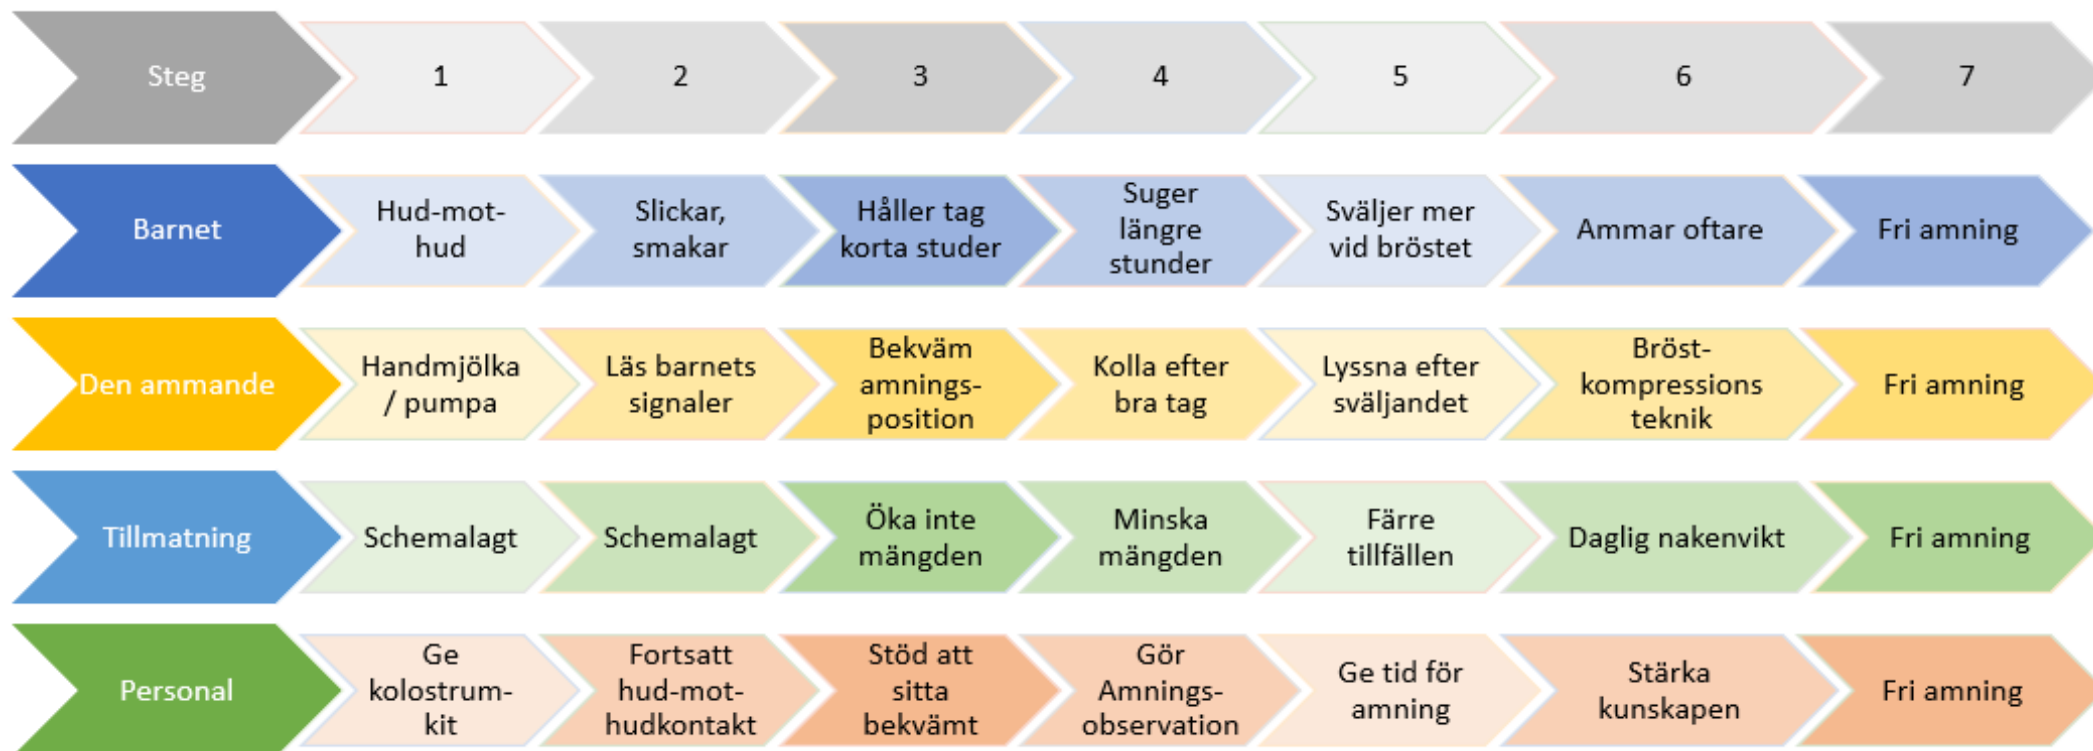 Steg
1
2
3
4
5
6
7
Barnet
Hud-mot-
hud
Slickar,
smakar
Håller tag
korta studer
Suger
längre
stunder
Sväljer mer
vid bröstet
Ammar oftare
Fri amning
Den ammande
Handmjölka
/ pumpa
Läs barnets
signaler
Bekväm
amnings-
position
Kolla efter
bra tag
Lyssna efter
sväljandet
Bröst-
kompressions
teknik
Fri amning
Tillmatning
Schemalagt
Schemalagt
Öka inte
mängden
Minska
mängden
Färre
tillfällen
Daglig nakenvikt
Fri amning
Personal
Ge
kolostrum-
kit
Fortsatt
hud-mot-
hudkontakt
Stöd att
sitta
bekvämt
Gör
Amnings-
observation
Ge tid för
amning
Stärka
kunskapen
Fri amning